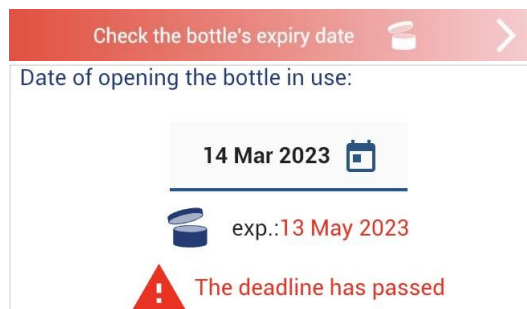 Check the bottle's expiry date
Date of opening the bottle in use:
14 Mar 2023
exp.:13 May 2023
The deadline has passed